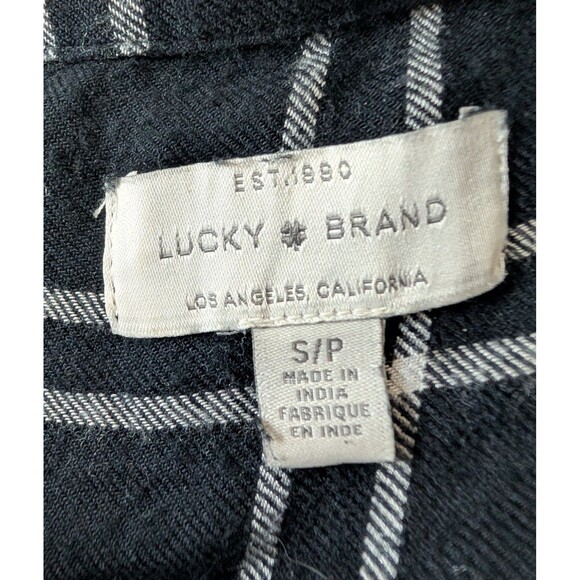 EST. 1990
LUCKY BRAND
LOS ANGELES, CALIFORNIA
S/P
MADE IN
INDIA
FABRIQUE
EN INDE